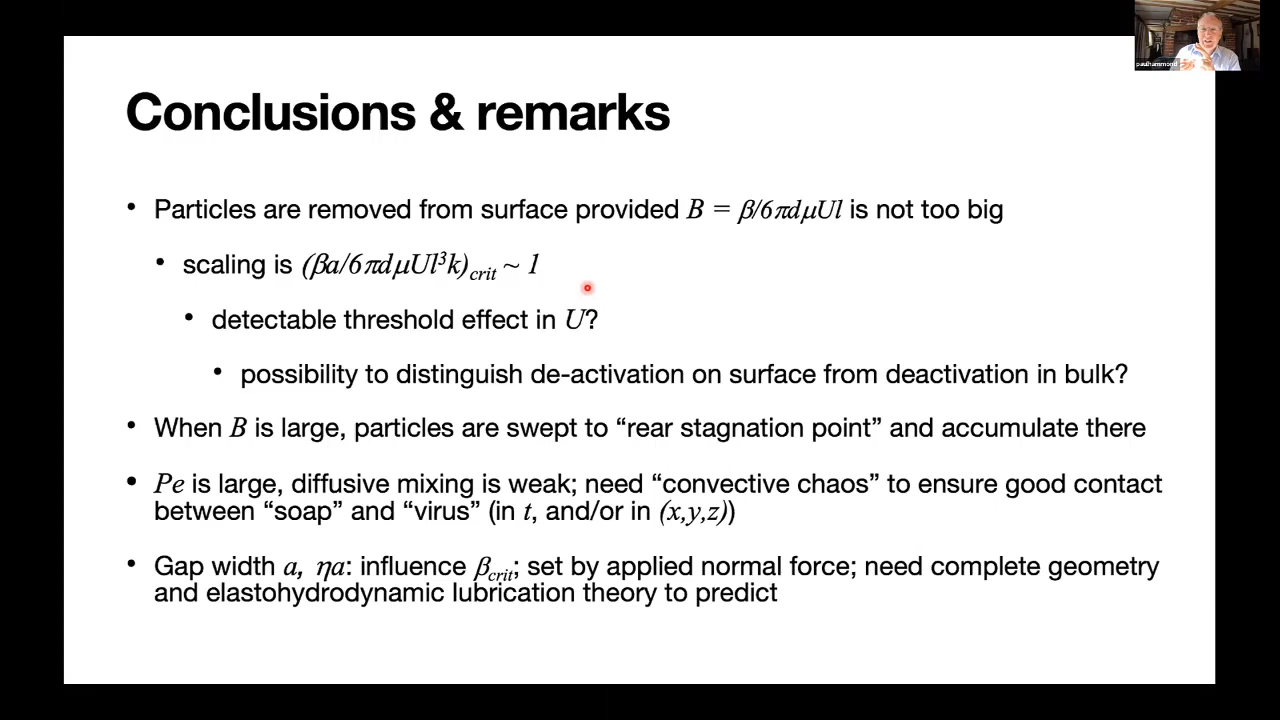 paulhammond
Conclusions & remarks
• Particles are removed from surface provided B = β/6πdμUl is not too big
• scaling is (βa/6πdμUl³k)crit ~ 1
• detectable threshold effect in U?
• possibility to distinguish de-activation on surface from deactivation in bulk?
• When B is large, particles are swept to “rear stagnation point” and accumulate there
• Pe is large, diffusive mixing is weak; need “convective chaos” to ensure good contact
between “soap” and “virus” (in t, and/or in (x,y,z))
• Gap width a, ηa: influence βcrit; set by applied normal force; need complete geometry
and elastohydrodynamic lubrication theory to predict